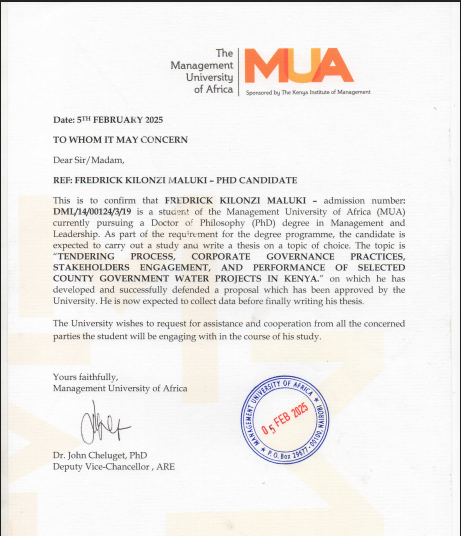 The
Management
University
of Africa
MUA
Sponsored by The Kenya Institute of Management
Date: 5TH FEBRUARY 2025
TO WHOM IT MAY CONCERN
Dear Sir/Madam,
REF: FREDRICK KILONZI MALUKI – PHD CANDIDATE
This is to confirm that FREDRICK KILONZI MALUKI – admission number:
DML/14/00124/3/19 is a student of the Management University of Africa (MUA)
currently pursuing a Doctor of Philosophy (PhD) degree in Management and
Leadership. As part of the requirement for the degree programme, the candidate is
expected to carry out a study and write a thesis on a topic of choice. The topic is
"TENDERING PROCESS, CORPORATE GOVERNANCE PRACTICES,
STAKEHOLDERS ENGAGEMENT, AND PERFORMANCE OF SELECTED
COUNTY GOVERNMENT WATER PROJECTS IN KENYA." on which he has
developed and successfully defended a proposal which has been approved by the
University. He is now expected to collect data before finally writing his thesis.
The University wishes to request for assistance and cooperation from all the concerned
parties the student will be engaging with in the course of his study.
Yours faithfully,
Management University of Africa
Dr. John Cheluget, PhD
Deputy Vice-Chancellor , ARE
MANAGEMENT UNIVERSITY OF AFRICA
05 FEB 2025
P. O. Box 29677 - 00100, NAIROBI